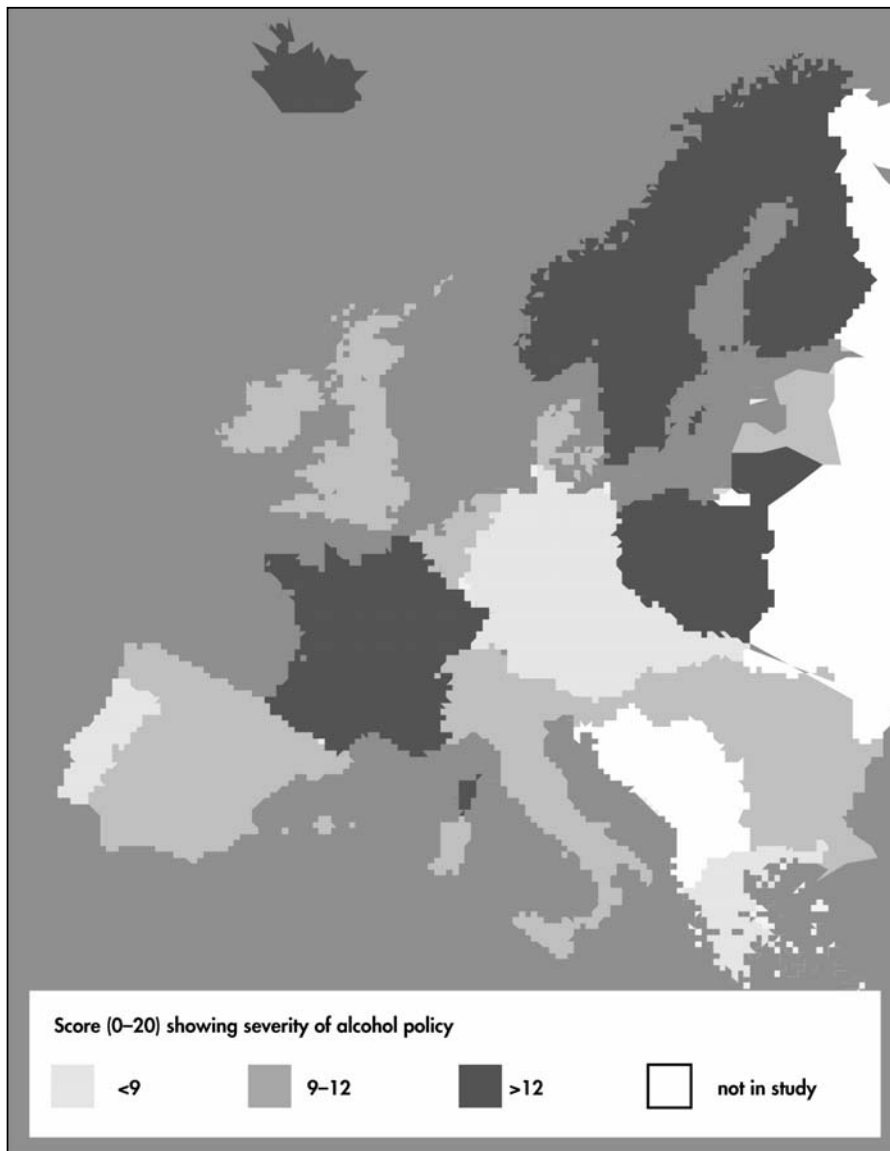 Score (0–20) showing severity of alcohol policy
<9 9–12 >12 not in study